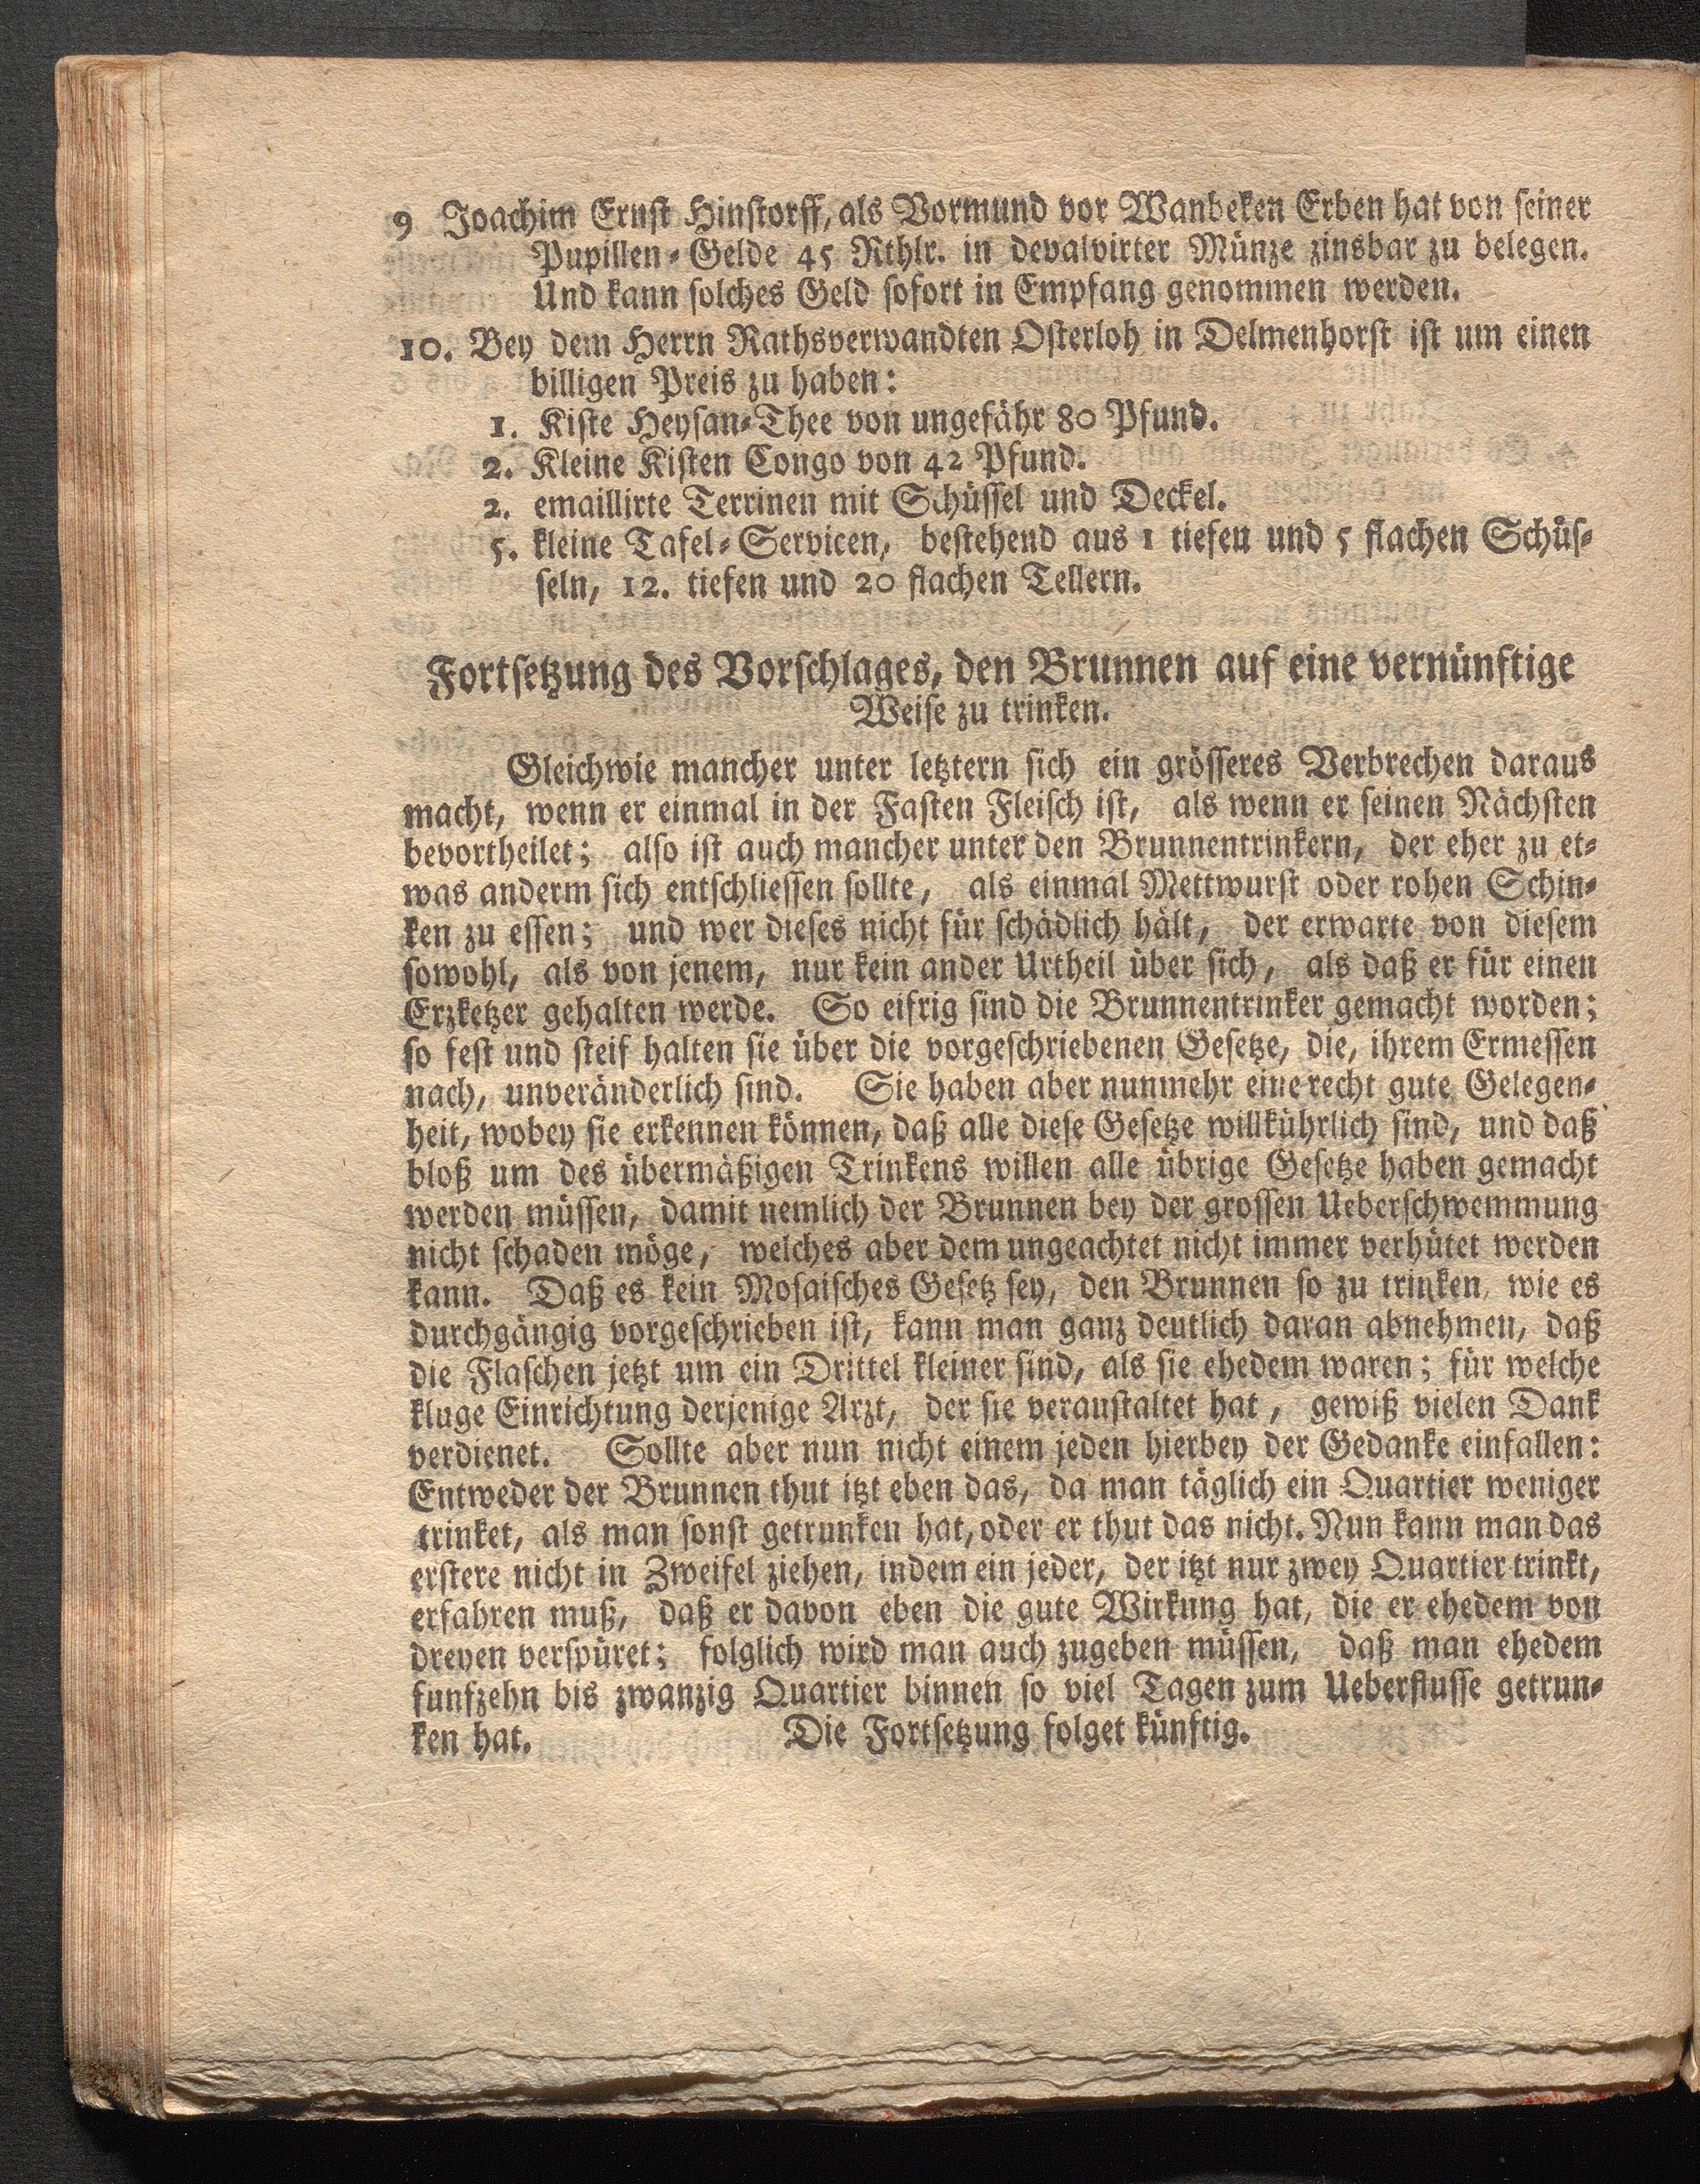 9 Joachim Ernst Hinstorff, als Vormund vor Wanbeken Erben hat von seiner
Pupillen-Gelde 45 Rthlr. in devalvirter Münze zinsbar zu belegen.
Und kann solches Geld sofort in Empfang genommen werden.
10. Bey dem Herrn Rathsverwandten Osterloh in Delmenhorst ist um einen
billigen Preis zu haben:
1. Kiste Heysan-Thee von ungefähr 80 Pfund.
2. Kleine Kisten Congo von 42 Pfund.
2. emaillirte Terrinen mit Schüssel und Deckel.
5. kleine Tafel-Servicen, bestehend aus 1 tiefen und 5 flachen Schüs-
seln, 12. tiefen und 20 flachen Tellern.
Fortsetzung des Vorschlages, den Brunnen auf eine vernünftige
Weise zu trinken.
Gleichwie mancher unter letztern sich ein grösseres Verbrechen daraus
macht, wenn er einmal in der Fasten Fleisch ist, als wenn er seinen Nächsten
bevortheilet; also ist auch mancher unter den Brunnentrinkern, der eher zu et-
was anderm sich entschliessen sollte, als einmal Mettwurst oder rohen Schin-
ken zu essen; und wer dieses nicht für schädlich hält, der erwarte von diesem
sowohl, als von jenem, nur kein ander Urtheil über sich, als daß er für einen
Erzketzer gehalten werde. So eifrig sind die Brunnentrinker gemacht worden;
so fest und steif halten sie über die vorgeschriebenen Gesetze, die, ihrem Ermessen
nach, unveränderlich sind. Sie haben aber nunmehr eine recht gute Gelegen-
heit, wobey sie erkennen können, daß alle diese Gesetze willkührlich sind, und daß
bloß um des übermäßigen Trinkens willen alle übrige Gesetze haben gemacht
werden müssen, damit nemlich der Brunnen bey der grossen Ueberschwemmung
nicht schaden möge, welches aber dem ungeachtet nicht immer verhütet werden
kann. Daß es kein Mosaisches Gesetz sey, den Brunnen so zu trinken, wie es
durchgängig vorgeschrieben ist, kann man ganz deutlich daran abnehmen, daß
die Flaschen jetzt um ein Drittel kleiner sind, als sie ehedem waren; für welche
kluge Einrichtung derjenige Arzt, der sie veranstaltet hat, gewiß vielen Dank
verdienet. Sollte aber nun nicht einem jeden hierbey der Gedanke einfallen:
Entweder der Brunnen thut itzt eben das, da man täglich ein Quartier weniger
trinket, als man sonst getrunken hat, oder er thut das nicht. Nun kann man das
erstere nicht in Zweifel ziehen, indem ein jeder, der itzt nur zwey Quartier trinkt,
erfahren muß, daß er davon eben die gute Wirkung hat, die er ehedem von
dreyen verspüret; folglich wird man auch zugeben müssen, daß man ehedem
funfzehn bis zwanzig Quartier binnen so viel Tagen zum Ueberflusse getrun-
ken hat. Die Fortsetzung folget künftig.